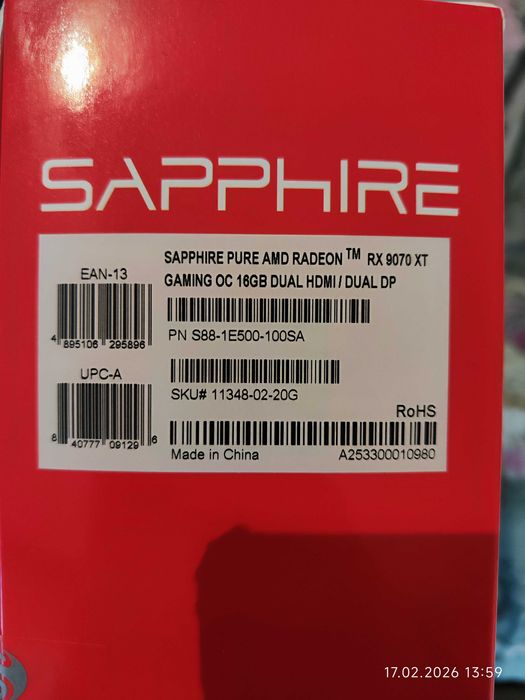 SAPPHIRE
SAPPHIRE PURE AMD RADEON™ RX 9070 XT
GAMING OC 16GB DUAL HDMI / DUAL DP
EAN-13
4 895106 295896
PN S88-1E500-100SA
UPC-A
8 40777 09129 6
SKU# 11348-02-20G
RoHS
Made in China
A253300010980
17.02.2026 13:59